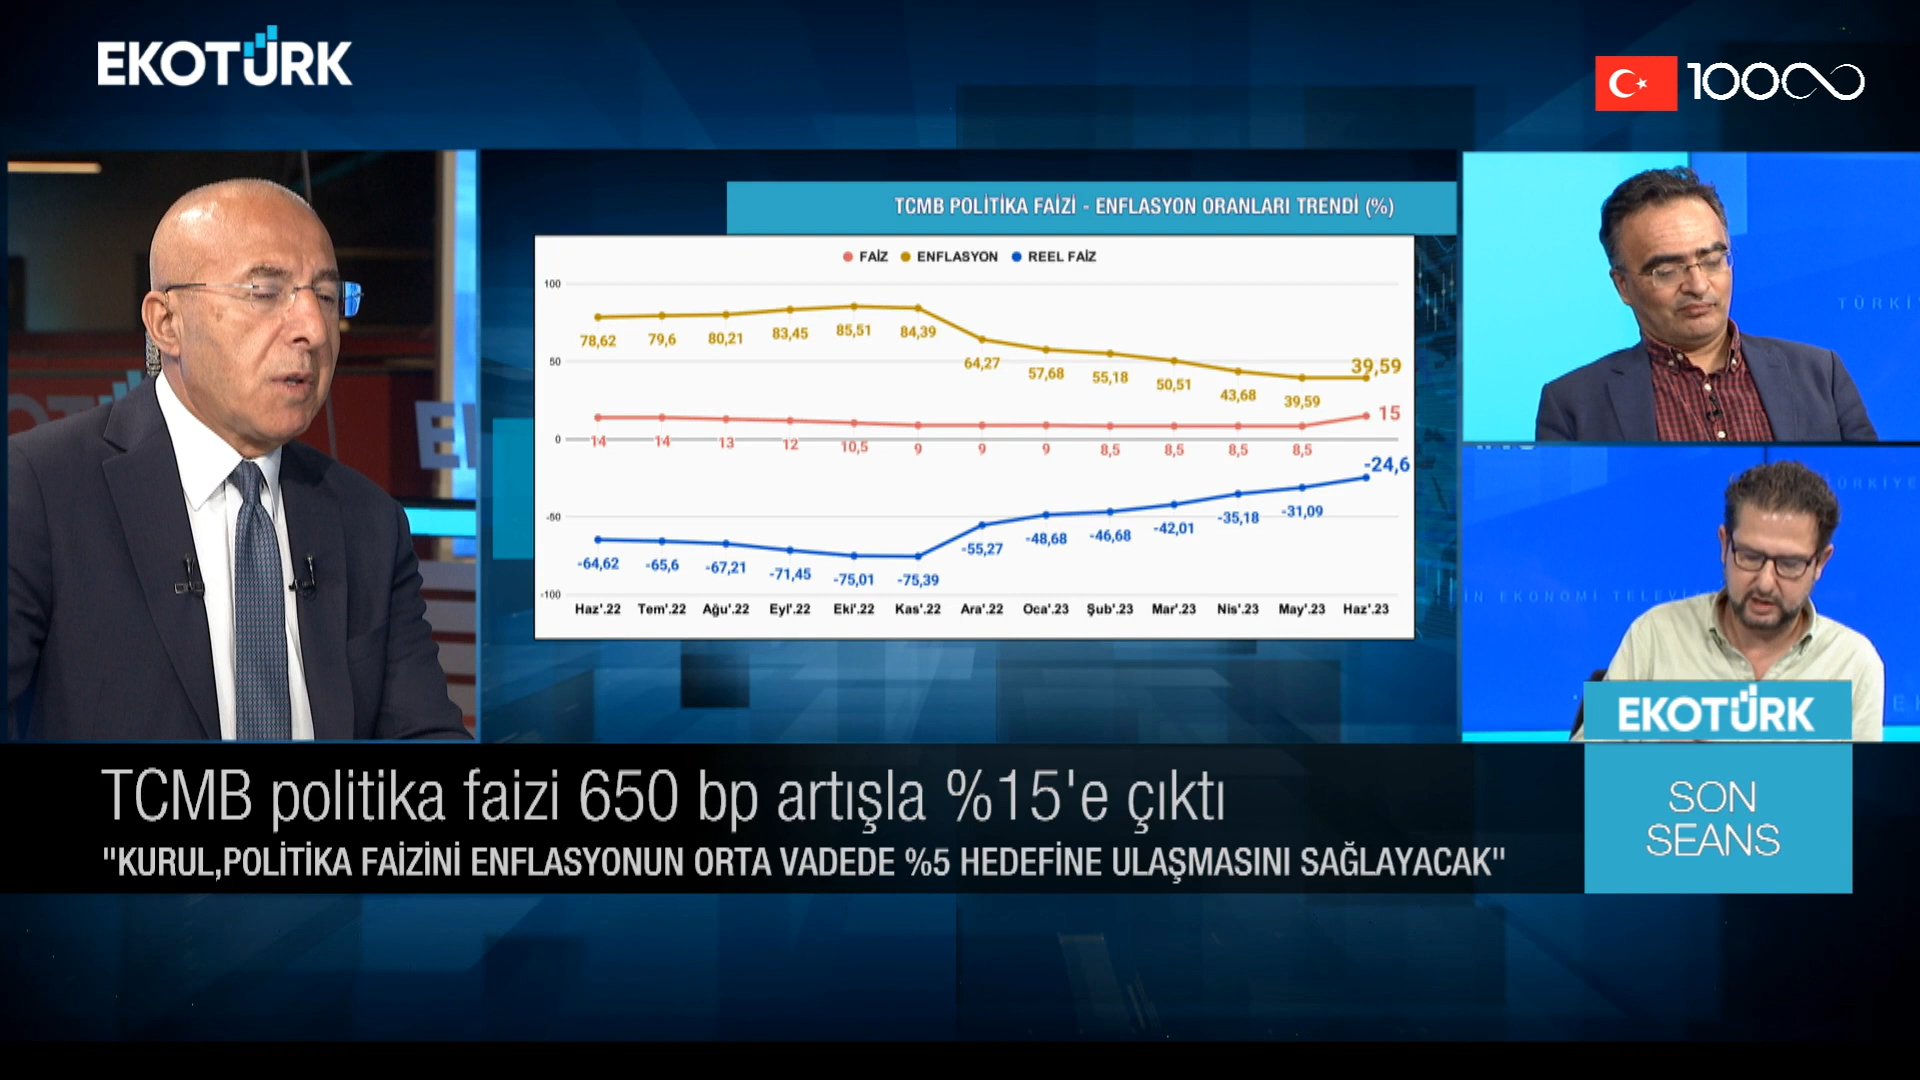 EKOTÜRK
100
TCMB POLİTİKA FAİZİ - ENFLASYON ORANLARI TRENDİ (%)
FAİZ ENFLASYON REEL FAİZ
100
50
0
-50
-100
78,62 79,6 80,21 83,45 85,51 84,39 64,27 57,68 55,18 50,51 43,68 39,59 39,59
14 14 13 12 10,5 9 9 9 8,5 8,5 8,5 8,5 15
-64,62 -65,6 -67,21 -71,45 -75,01 -75,39 -55,27 -48,68 -46,68 -42,01 -35,18 -31,09 -24,6
Haz'.22 Tem'.22 Ağu'.22 Eyl'.22 Eki'.22 Kas'.22 Ara'.22 Oca'.23 Şub'.23 Mar'.23 Nis'.23 May'.23 Haz'.23
EKOTÜRK
SON
SEANS
TCMB politika faizi 650 bp artışla %15'e çıktı
"KURUL,POLİTİKA FAİZİNİ ENFLASYONUN ORTA VADEDE %5 HEDEFİNE ULAŞMASINI SAĞLAYACAK"